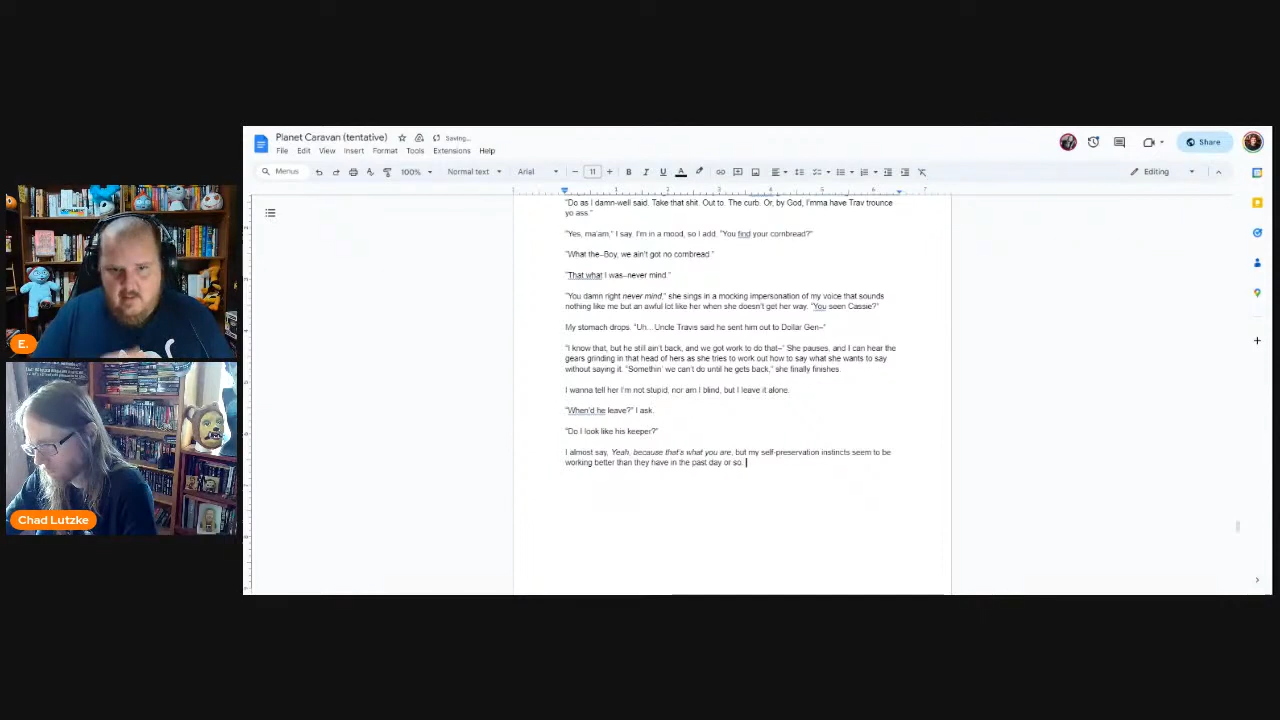 Planet Caravan (tentative)
Saving...
File Edit View Insert Format Tools Extensions Help
Share
Menus
100%
Normal text
Arial
11
Editing
1 2 3 4 5 6 7
"Do as I damn-well said. Take that shit. Out to. The curb. Or, by God, I'mma have Trav trounce
yo ass."
"Yes, ma'am," I say. I'm in a mood, so I add, "You find your cornbread?"
"What the–Boy, we ain't got no cornbread."
"That what I was–never mind."
"You damn right never mind," she sings in a mocking impersonation of my voice that sounds
nothing like me but an awful lot like her when she doesn't get her way. "You seen Cassie?"
My stomach drops. "Uh... Uncle Travis said he sent him out to Dollar Gen–"
"I know that, but he still ain't back, and we got work to do that–" She pauses, and I can hear the
gears grinding in that head of hers as she tries to work out how to say what she wants to say
without saying it. "Somethin' we can't do until he gets back," she finally finishes.
I wanna tell her I'm not stupid, nor am I blind, but I leave it alone.
"When'd he leave?" I ask.
"Do I look like his keeper?"
I almost say, Yeah, because that's what you are, but my self-preservation instincts seem to be
working better than they have in the past day or so.
E.
Chad Lutzke